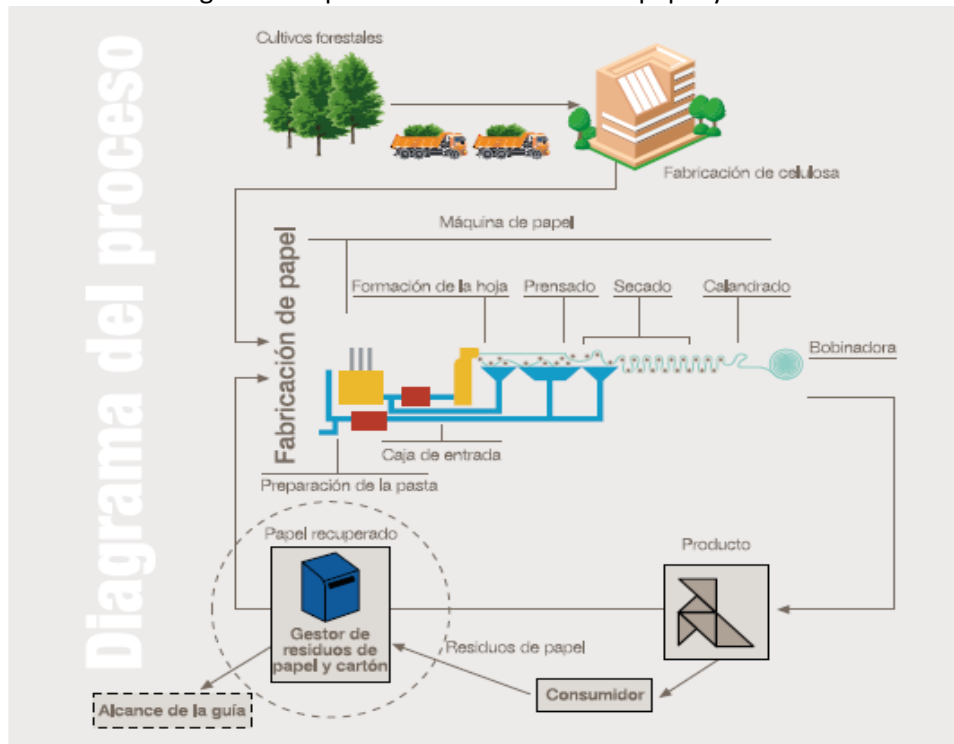 Diagrama del proceso
Cultivos forestales
Fabricación de celulosa
Fabricación de papel
Máquina de papel
Formación de la hoja
Prensado
Secado
Calandrado
Bobinadora
Caja de entrada
Preparación de la pasta
Papel recuperado
Producto
Gestor de
residuos de
papel y cartón
Residuos de papel
Consumidor
Alcance de la guía